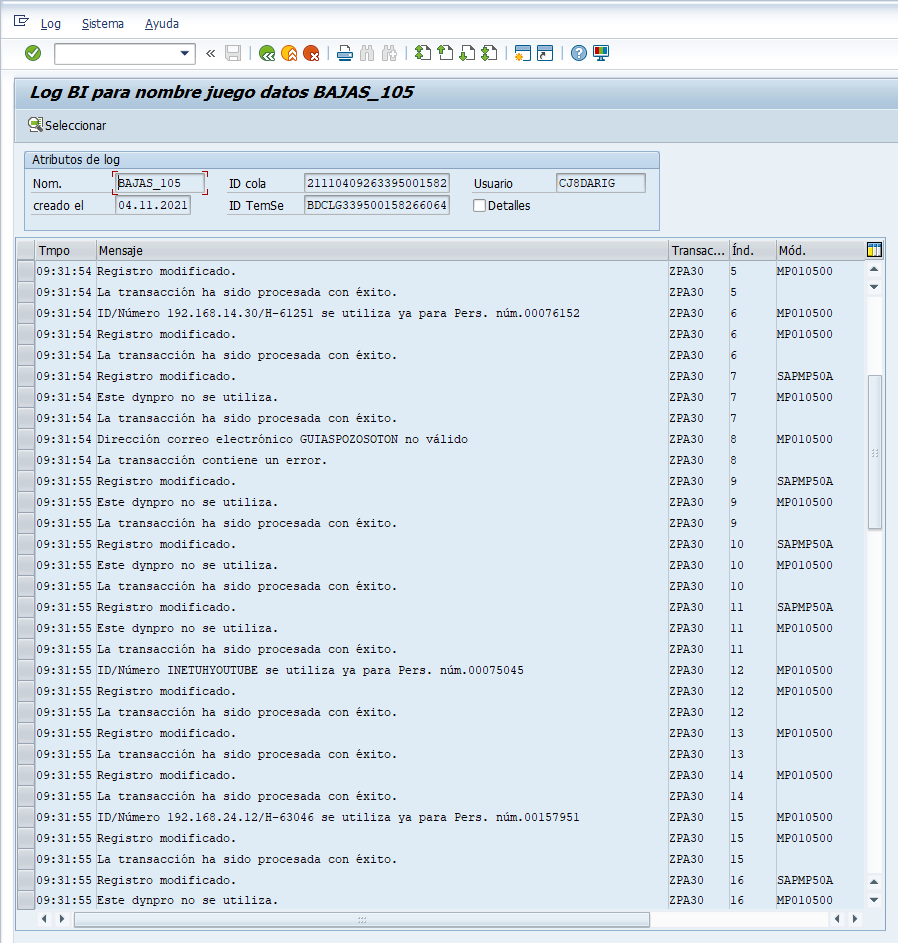 Log Sistema Ayuda
Log BI para nombre juego datos BAJAS_105
Seleccionar
Atributos de log
Nom. BAJAS_105 ID cola 21110409263395001582 Usuario CJ8DARIG
creado el 04.11.2021 ID TemSe BDCLG339500158266064 Detalles
Tmpo Mensaje Transac... Índ. Mód.
09:31:54 Registro modificado. ZPA30 5 MP010500
09:31:54 La transacción ha sido procesada con éxito. ZPA30 5
09:31:54 ID/Número 192.168.14.30/H-61251 se utiliza ya para Pers. núm.00076152 ZPA30 6 MP010500
09:31:54 Registro modificado. ZPA30 6 MP010500
09:31:54 La transacción ha sido procesada con éxito. ZPA30 6
09:31:54 Registro modificado. ZPA30 7 SAPMP50A
09:31:54 Este dynpro no se utiliza. ZPA30 7 MP010500
09:31:54 La transacción ha sido procesada con éxito. ZPA30 7
09:31:54 Dirección correo electrónico GUIASPOZOSOTON no válido ZPA30 8 MP010500
09:31:54 La transacción contiene un error. ZPA30 8
09:31:55 Registro modificado. ZPA30 9 SAPMP50A
09:31:55 Este dynpro no se utiliza. ZPA30 9 MP010500
09:31:55 La transacción ha sido procesada con éxito. ZPA30 9
09:31:55 Registro modificado. ZPA30 10 SAPMP50A
09:31:55 Este dynpro no se utiliza. ZPA30 10 MP010500
09:31:55 La transacción ha sido procesada con éxito. ZPA30 10
09:31:55 Registro modificado. ZPA30 11 SAPMP50A
09:31:55 Este dynpro no se utiliza. ZPA30 11 MP010500
09:31:55 La transacción ha sido procesada con éxito. ZPA30 11
09:31:55 ID/Número INETUHYOUTUBE se utiliza ya para Pers. núm.00075045 ZPA30 12 MP010500
09:31:55 Registro modificado. ZPA30 12 MP010500
09:31:55 La transacción ha sido procesada con éxito. ZPA30 12
09:31:55 Registro modificado. ZPA30 13 MP010500
09:31:55 La transacción ha sido procesada con éxito. ZPA30 13
09:31:55 Registro modificado. ZPA30 14 MP010500
09:31:55 La transacción ha sido procesada con éxito. ZPA30 14
09:31:55 ID/Número 192.168.24.12/H-63046 se utiliza ya para Pers. núm.00157951 ZPA30 15 MP010500
09:31:55 Registro modificado. ZPA30 15 MP010500
09:31:55 La transacción ha sido procesada con éxito. ZPA30 15
09:31:55 Registro modificado. ZPA30 16 SAPMP50A
09:31:55 Este dynpro no se utiliza. ZPA30 16 MP010500